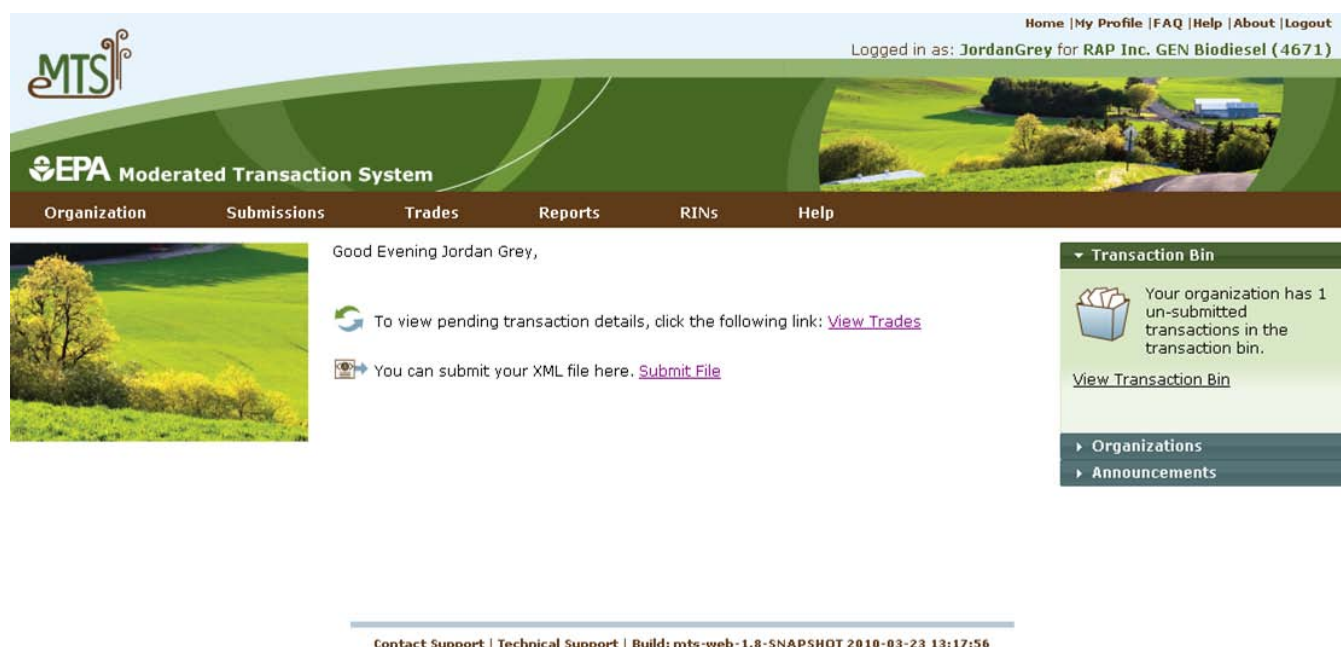 Home |My Profile |FAQ |Help |About |Logout
eMTS
Logged in as: JordanGrey for RAP Inc. GEN Biodiesel (4671)
EPA Moderated Transaction System
Organization Submissions Trades Reports RINs Help
Good Evening Jordan Grey,
To view pending transaction details, click the following link: View Trades
You can submit your XML file here. Submit File
Transaction Bin
Your organization has 1
un-submitted
transactions in the
transaction bin.
View Transaction Bin
Organizations
Announcements
Contact Support | Technical Support | Build: mts-web-1.8-SNAPSHOT 2010-03-23 13:17:56